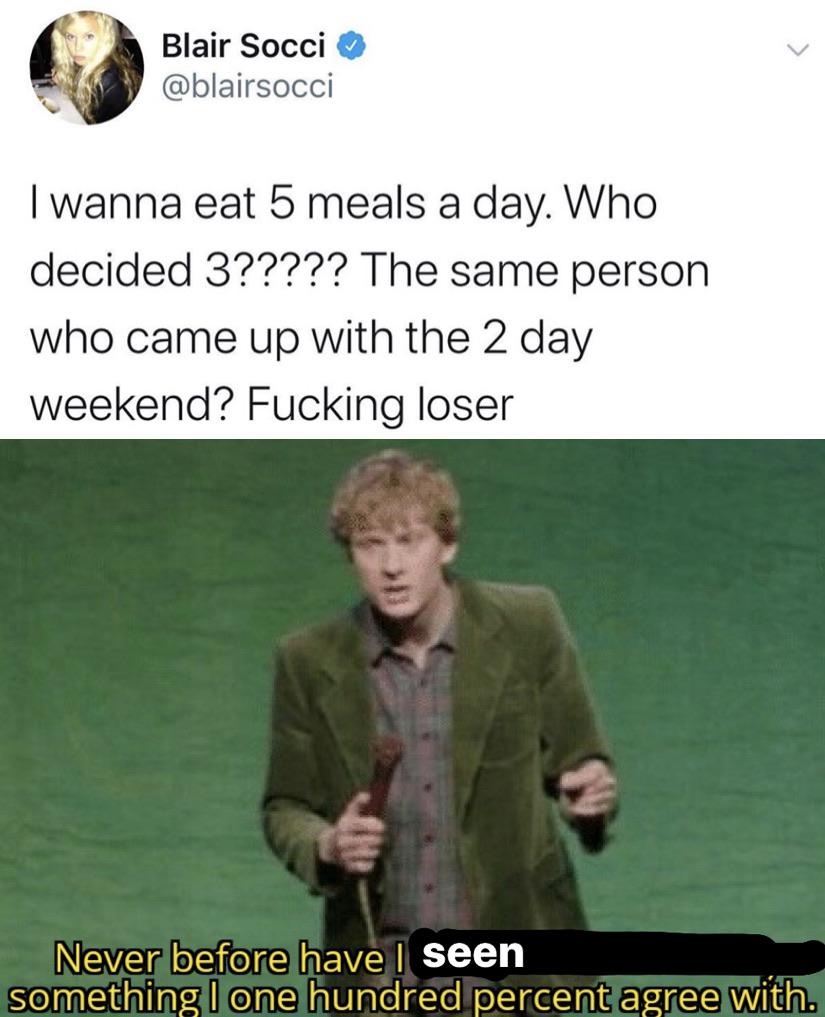 Blair Socci
@blairsocci
I wanna eat 5 meals a day. Who
decided 3????? The same person
who came up with the 2 day
weekend? Fucking loser
Never before have I seen
something I one hundred percent agree with.